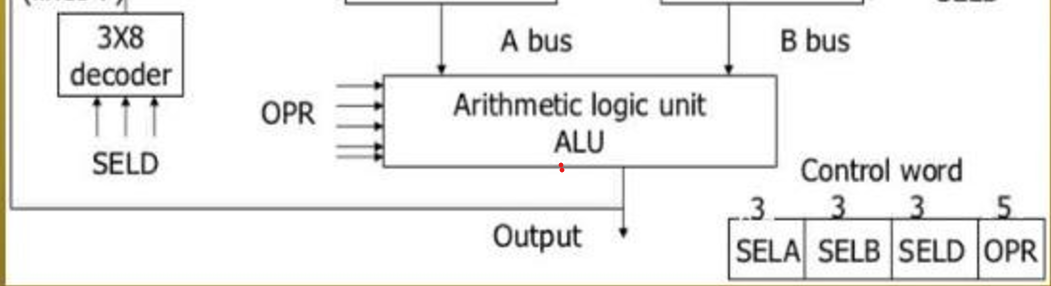 3X8
decoder
A bus
B bus
OPR
Arithmetic logic unit
ALU
SELD
Output
Control word
3 3 3 5
SELA SELB SELD OPR